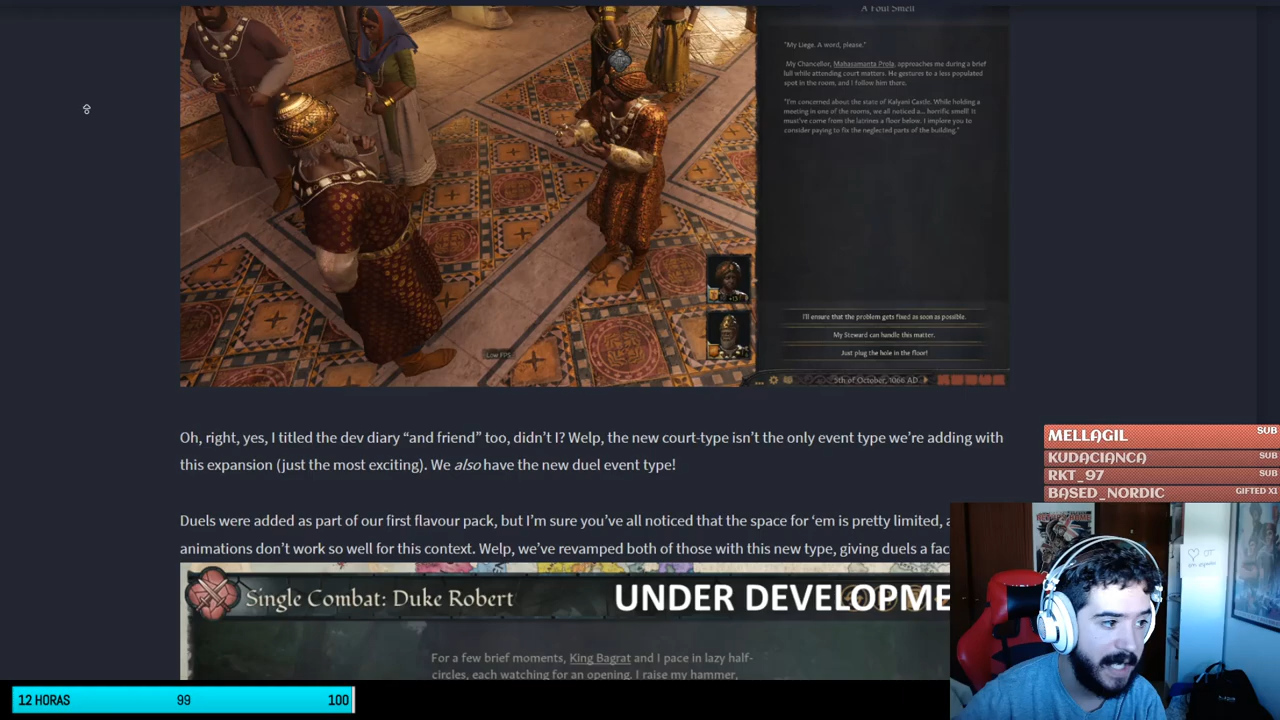 A Foul Smell
"My Liege. A word, please."
My Chancellor, Mahasamanta Prola, approaches me during a brief
lull while attending court matters. He gestures to a less populated
spot in the room, and I follow him there.
"I'm concerned about the state of Kalyani Castle. While holding a
meeting in one of the rooms, we all noticed a... horrific smell! It
must've come from the latrines a floor below. I implore you to
consider paying to fix the neglected parts of the building."
I'll ensure that the problem gets fixed as soon as possible.
My Steward can handle this matter.
Just plug the hole in the floor!
Low FPS
5th of October, 1066 AD
Oh, right, yes, I titled the dev diary “and friend” too, didn’t I? Welp, the new court-type isn’t the only event type we’re adding with
this expansion (just the most exciting). We also have the new duel event type!
Duels were added as part of our first flavour pack, but I’m sure you’ve all noticed that the space for ‘em is pretty limited,
animations don’t work so well for this context. Welp, we’ve revamped both of those with this new type, giving duels a fac
Single Combat: Duke Robert
UNDER DEVELOPME
For a few brief moments, King Bagrat and I pace in lazy half-
circles, each watching for an opening. I raise my hammer,
MELLAGIL SUB
KUDACIANCA SUB
RKT_97 SUB
BASED_NORDIC GIFTED X1
12 HORAS 99 100